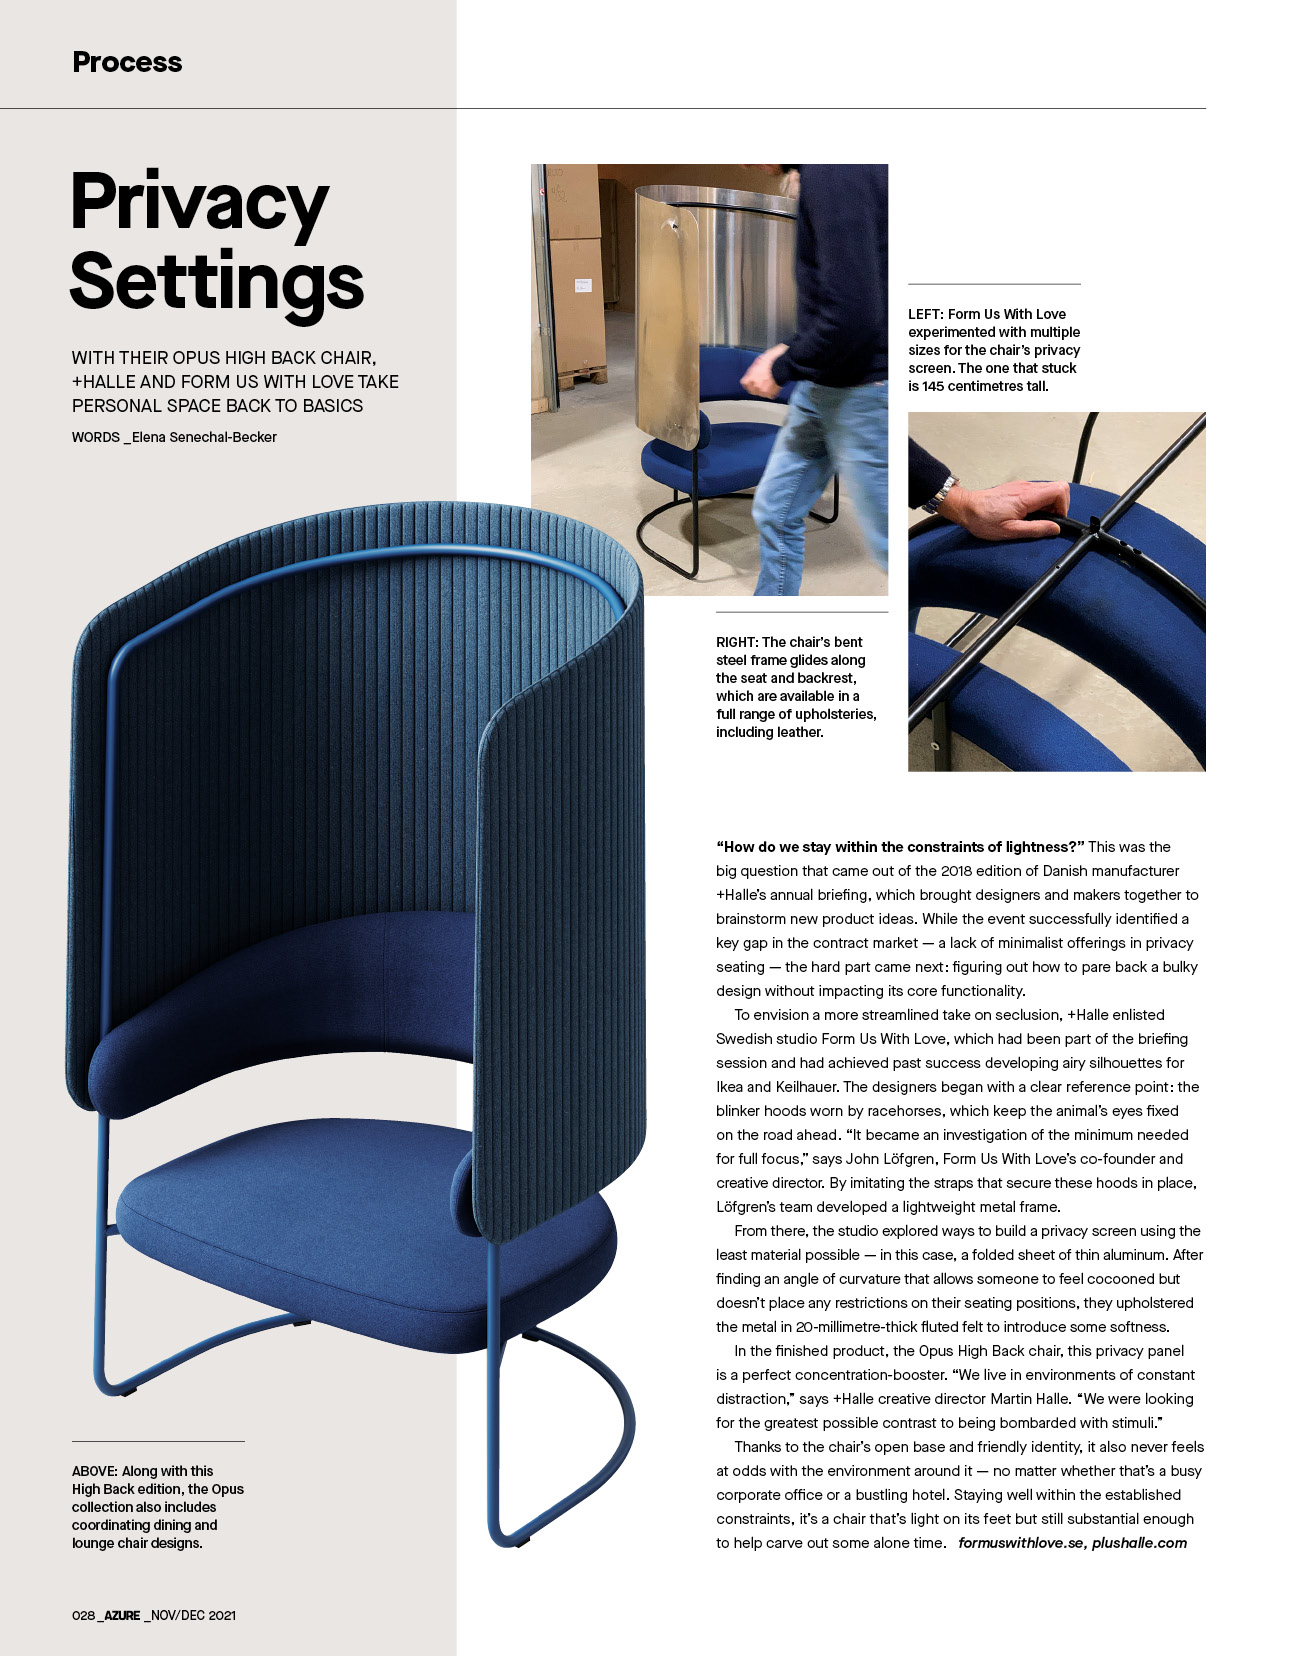 Process
Privacy
Settings
WITH THEIR OPUS HIGH BACK CHAIR,
+HALLE AND FORM US WITH LOVE TAKE
PERSONAL SPACE BACK TO BASICS
WORDS _Elena Senechal-Becker
LEFT: Form Us With Love
experimented with multiple
sizes for the chair’s privacy
screen. The one that stuck
is 145 centimetres tall.
RIGHT: The chair’s bent
steel frame glides along
the seat and backrest,
which are available in a
full range of upholsteries,
including leather.
“How do we stay within the constraints of lightness?” This was the
big question that came out of the 2018 edition of Danish manufacturer
+Halle’s annual briefing, which brought designers and makers together to
brainstorm new product ideas. While the event successfully identified a
key gap in the contract market — a lack of minimalist offerings in privacy
seating — the hard part came next: figuring out how to pare back a bulky
design without impacting its core functionality.
To envision a more streamlined take on seclusion, +Halle enlisted
Swedish studio Form Us With Love, which had been part of the briefing
session and had achieved past success developing airy silhouettes for
Ikea and Keilhauer. The designers began with a clear reference point: the
blinker hoods worn by racehorses, which keep the animal’s eyes fixed
on the road ahead. “It became an investigation of the minimum needed
for full focus,” says John Löfgren, Form Us With Love’s co-founder and
creative director. By imitating the straps that secure these hoods in place,
Löfgren’s team developed a lightweight metal frame.
From there, the studio explored ways to build a privacy screen using the
least material possible — in this case, a folded sheet of thin aluminum. After
finding an angle of curvature that allows someone to feel cocooned but
doesn’t place any restrictions on their seating positions, they upholstered
the metal in 20-millimetre-thick fluted felt to introduce some softness.
In the finished product, the Opus High Back chair, this privacy panel
is a perfect concentration-booster. “We live in environments of constant
distraction,” says +Halle creative director Martin Halle. “We were looking
for the greatest possible contrast to being bombarded with stimuli.”
Thanks to the chair’s open base and friendly identity, it also never feels
at odds with the environment around it — no matter whether that’s a busy
corporate office or a bustling hotel. Staying well within the established
constraints, it’s a chair that’s light on its feet but still substantial enough
to help carve out some alone time. formuswithlove.se, plushalle.com
ABOVE: Along with this
High Back edition, the Opus
collection also includes
coordinating dining and
lounge chair designs.
028 _AZURE _NOV/DEC 2021